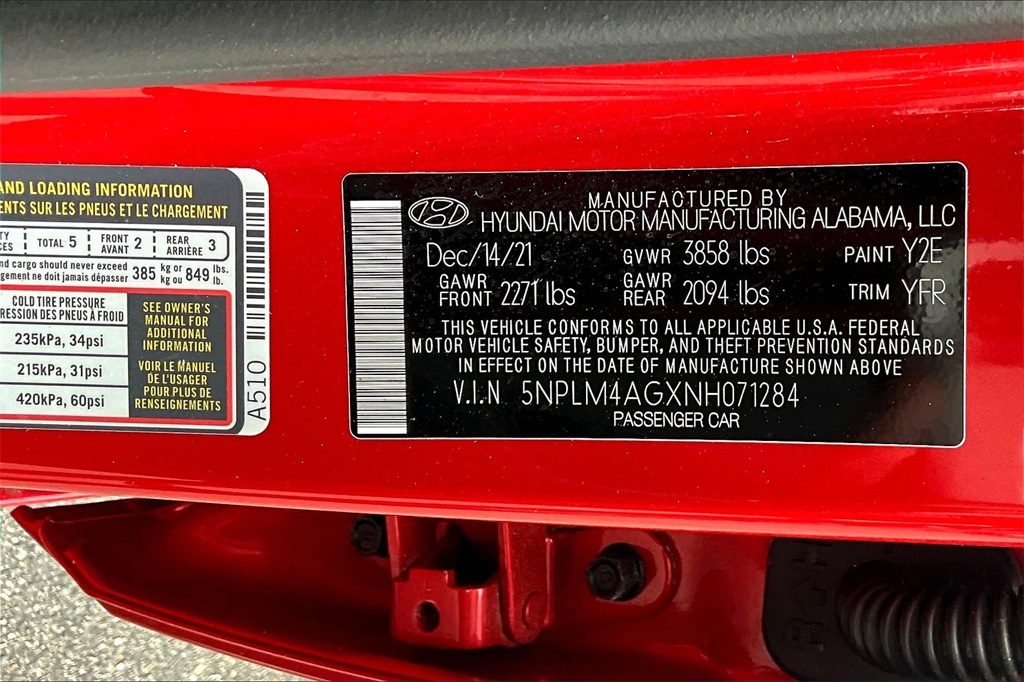 AND LOADING INFORMATION
ENTS SUR LES PNEUS ET LE CHARGEMENT
TOTAL 5 FRONT AVANT 2 REAR ARRIÈRE 3
and cargo should never exceed 385 kg or 849 lbs.
gement ne doit jamais dépasser kg ou lb.
COLD TIRE PRESSURE
RESSION DES PNEUS À FROID
235kPa, 34psi
215kPa, 31psi
420kPa, 60psi
SEE OWNER'S
MANUAL FOR
ADDITIONAL
INFORMATION
VOIR LE MANUEL
DE L'USAGER
POUR PLUS DE
RENSEIGNEMENTS
A510
MANUFACTURED BY
HYUNDAI MOTOR MANUFACTURING ALABAMA, LLC
Dec/14/21 GVWR 3858 lbs PAINT Y2E
GAWR FRONT 2271 lbs GAWR REAR 2094 lbs TRIM YFR
THIS VEHICLE CONFORMS TO ALL APPLICABLE U.S.A. FEDERAL
MOTOR VEHICLE SAFETY, BUMPER, AND THEFT PREVENTION STANDARDS
IN EFFECT ON THE DATE OF MANUFACTURE SHOWN ABOVE
V.I.N 5NPLM4AGXNH071284
PASSENGER CAR